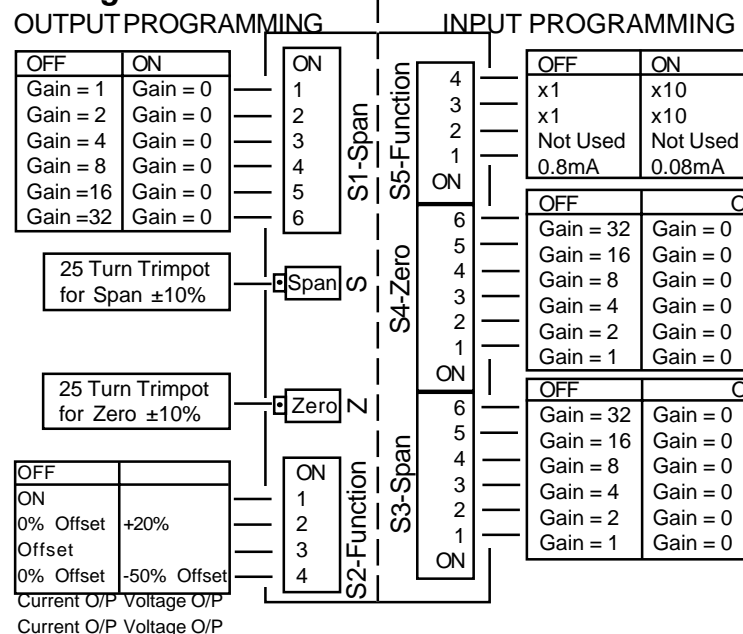 OUTPUT PROGRAMMING
OFF ON
Gain = 1 Gain = 0
Gain = 2 Gain = 0
Gain = 4 Gain = 0
Gain = 8 Gain = 0
Gain =16 Gain = 0
Gain =32 Gain = 0
ON
1
2
3
4
5
6
S1-Span
25 Turn Trimpot
for Span ±10%
Span
S
25 Turn Trimpot
for Zero ±10%
Zero
Z
OFF
ON
0% Offset +20%
Offset
0% Offset -50% Offset
Current O/P Voltage O/P
Current O/P Voltage O/P
ON
1
2
3
4
S2-Function
INPUT PROGRAMMING
S5-Function
4
3
2
1
ON
OFF ON
x1 x10
x1 x10
Not Used Not Used
0.8mA 0.08mA
S4-Zero
6
5
4
3
2
1
ON
OFF
Gain = 32 Gain = 0
Gain = 16 Gain = 0
Gain = 8 Gain = 0
Gain = 4 Gain = 0
Gain = 2 Gain = 0
Gain = 1 Gain = 0
S3-Span
6
5
4
3
2
1
ON
OFF
Gain = 32 Gain = 0
Gain = 16 Gain = 0
Gain = 8 Gain = 0
Gain = 4 Gain = 0
Gain = 2 Gain = 0
Gain = 1 Gain = 0